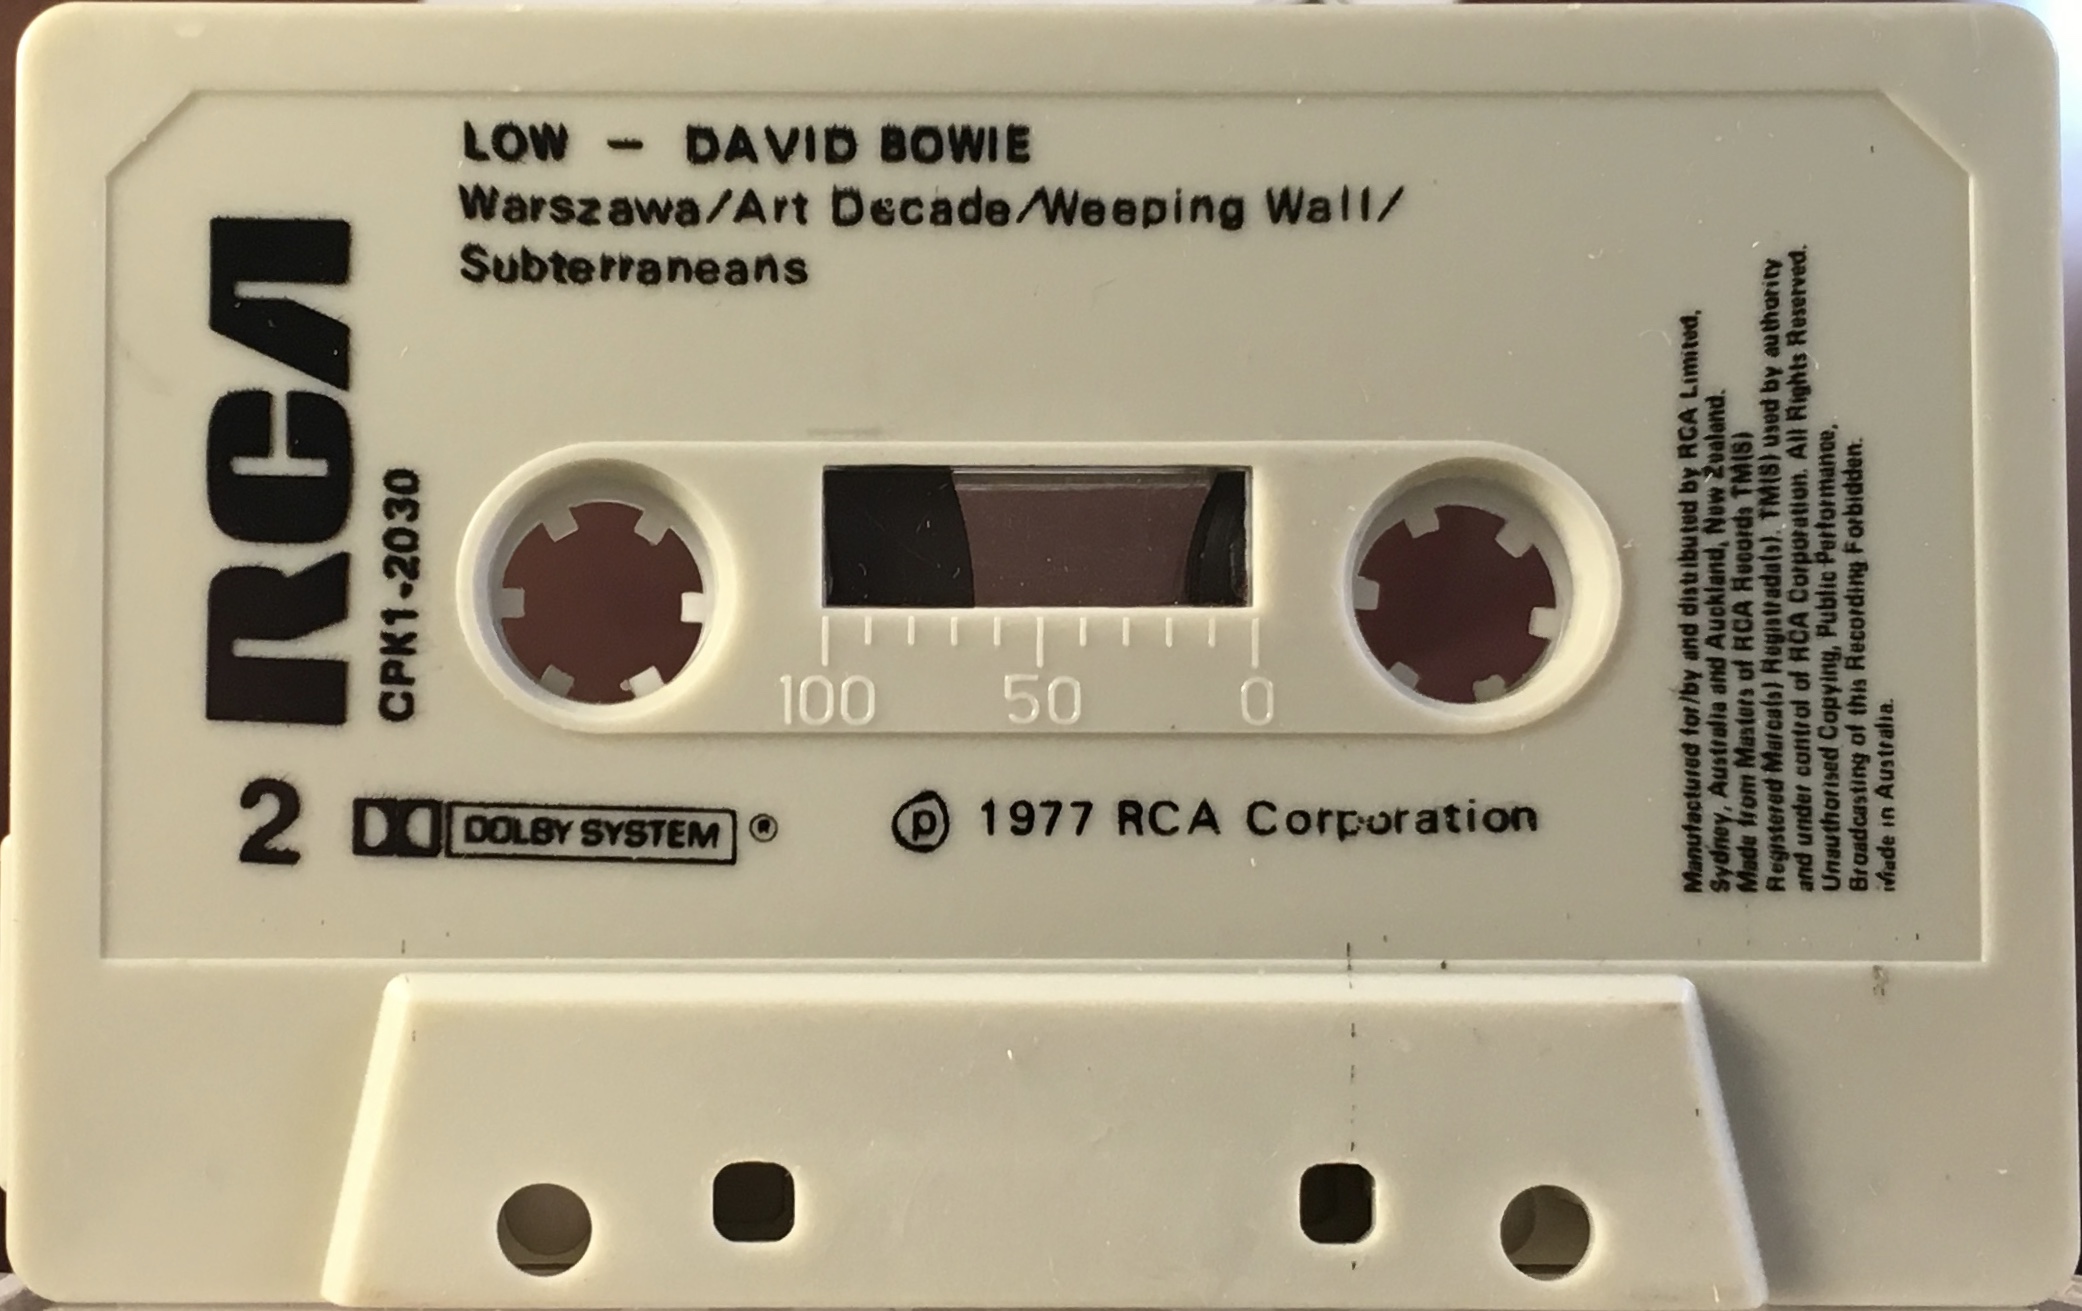 LOW – DAVID BOWIE
Warszawa/Art Decade/Weeping Wall/
Subterraneans
RCA
CPK1-2030
100 50 0
2
DOLBY SYSTEM ®
℗ 1977 RCA Corporation
Manufactured for/by and distributed by RCA Limited,
Sydney, Australia and Auckland, New Zealand.
Made from Masters of RCA Records TM(S)
Registered Marca(s) Registrada(s). TM(S) used by authority
and under control of RCA Corporation. All Rights Reserved.
Unauthorised Copying, Public Performance,
Broadcasting of this Recording Forbidden.
Made in Australia.